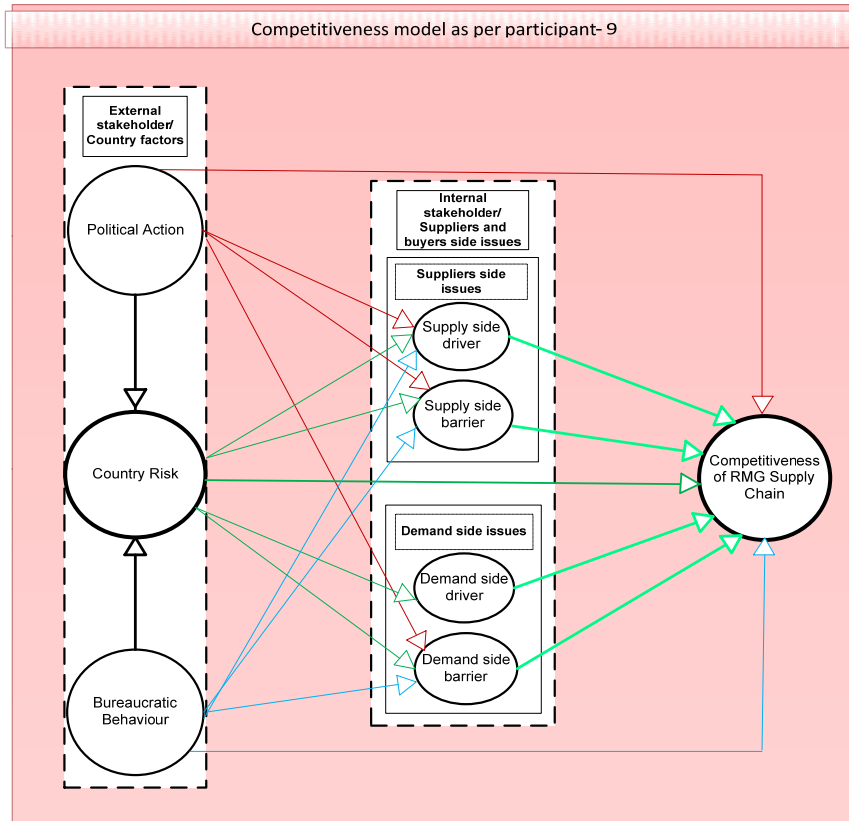 Competitiveness model as per participant- 9
External
stakeholder/
Country factors
Political Action
Country Risk
Bureaucratic
Behaviour
Internal
stakeholder/
Suppliers and
buyers side issues
Suppliers side
issues
Supply side
driver
Supply side
barrier
Demand side issues
Demand side
driver
Demand side
barrier
Competitiveness
of RMG Supply
Chain